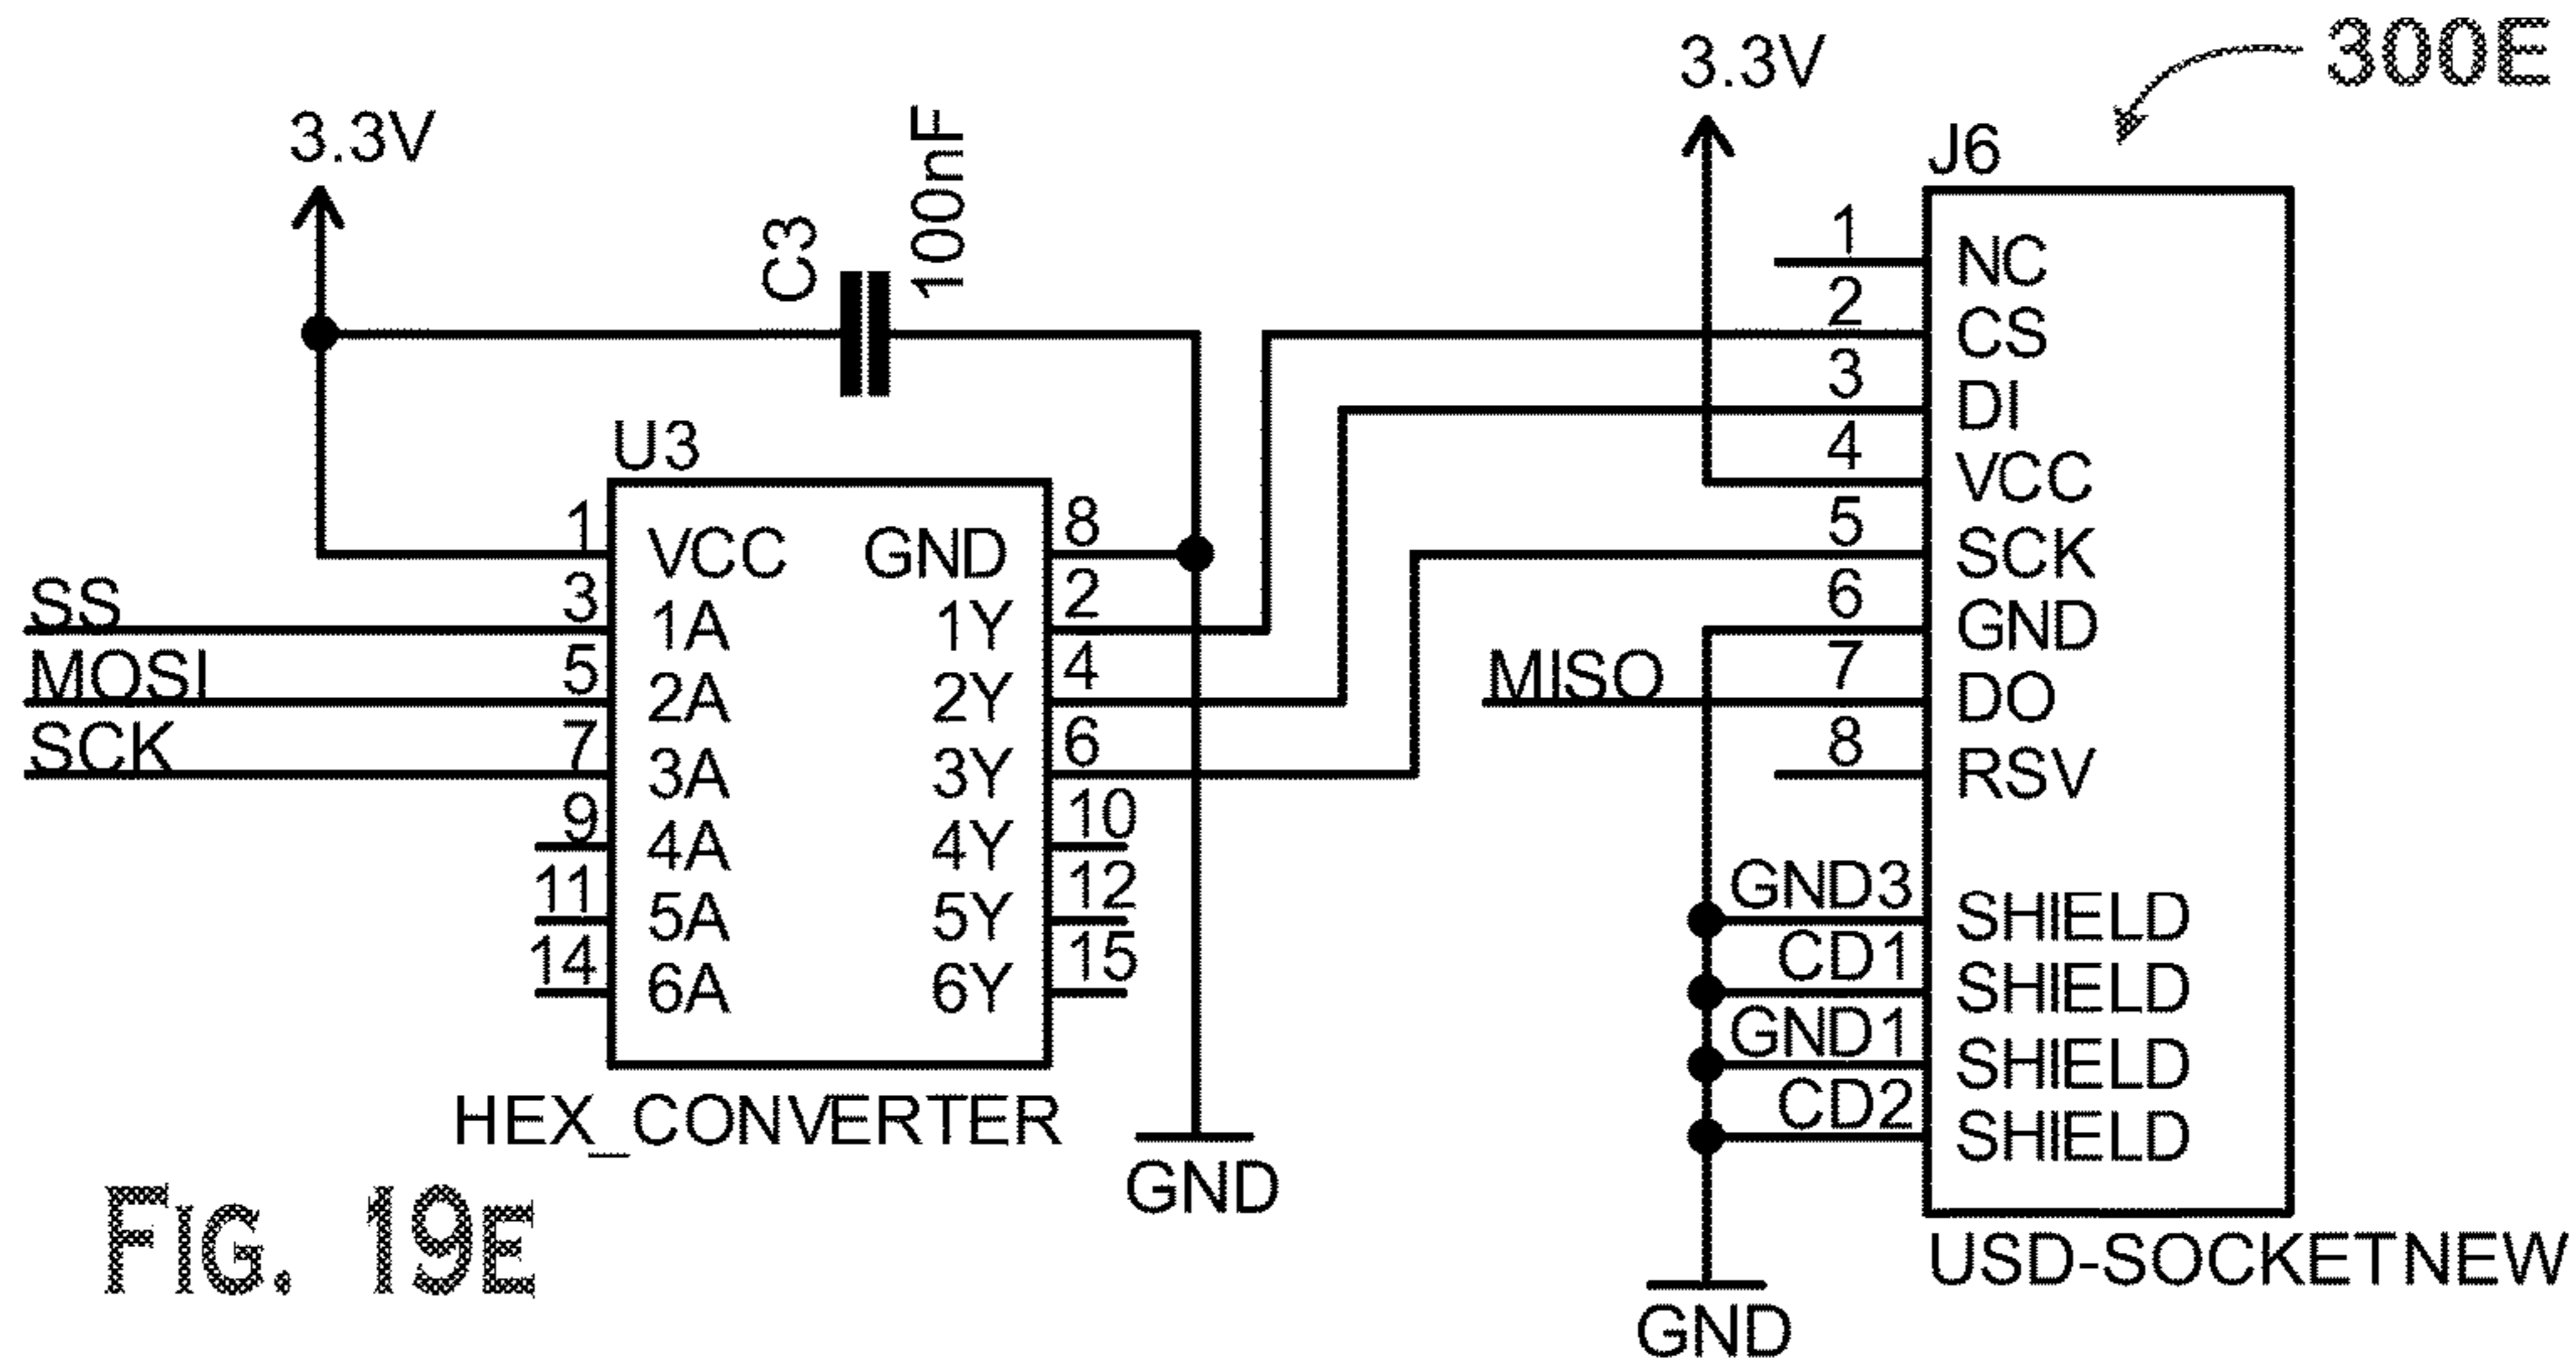 300E
3.3V
3.3V
C3
100nF
U3
1 VCC GND 8
SS 3 1A 1Y 2
MOSI 5 2A 2Y 4
SCK 7 3A 3Y 6
9 4A 4Y 10
11 5A 5Y 12
14 6A 6Y 15
HEX_CONVERTER
GND
J6
1 NC
2 CS
3 DI
4 VCC
5 SCK
6 GND
MISO 7 DO
8 RSV
GND3 SHIELD
CD1 SHIELD
GND1 SHIELD
CD2 SHIELD
USD-SOCKETNEW
GND
FIG. 19E